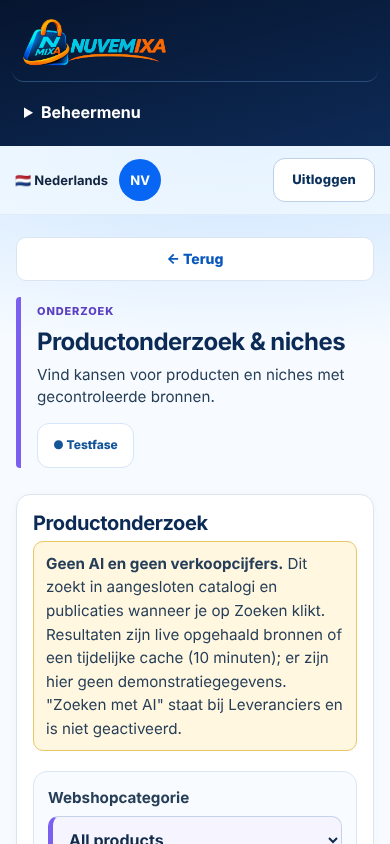 N
MIXA
NUVEMIXA
▶ Beheermenu
🇳🇱 Nederlands
NV
Uitloggen
← Terug
ONDERZOEK
Productonderzoek & niches
Vind kansen voor producten en niches met
gecontroleerde bronnen.
● Testfase
Productonderzoek
Geen AI en geen verkoopcijfers. Dit
zoekt in aangesloten catalogi en
publicaties wanneer je op Zoeken klikt.
Resultaten zijn live opgehaald bronnen of
een tijdelijke cache (10 minuten); er zijn
hier geen demonstratiegegevens.
"Zoeken met AI" staat bij Leveranciers en
is niet geactiveerd.
Webshopcategorie
All products